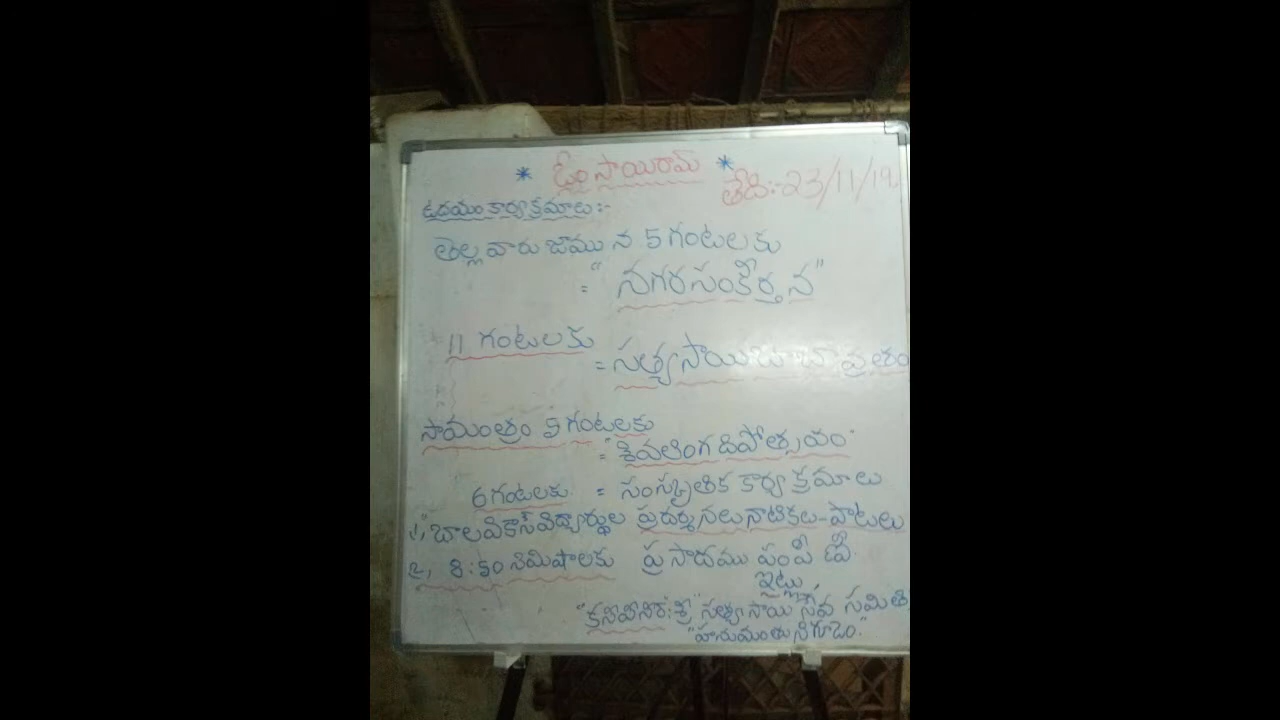 * ఓం సాయిరామ్ *
తేది:-23/11/19.
ఉదయం కార్యక్రమాలు:-
తెల్లవారుజామున 5 గంటలకు
= "నగరసంకీర్తన"
11 గంటలకు
= సత్యసాయిబాబా వ్రతం
సాయంత్రం 5 గంటలకు
= శివలింగ దిపోత్సవం.
6 గంటలకు = సంస్కృతిక కార్యక్రమాలు
1, బాలవికాస్ విద్యార్థుల ప్రదర్శనలు నాటికలు-పాటలు
2, 8:50 నిమిషాలకు ప్రసాదము పంపిణీ
ఇట్లు,
శ్రీ సత్య సాయి సేవ సమితి
"హనుమంతునిగూడెం."